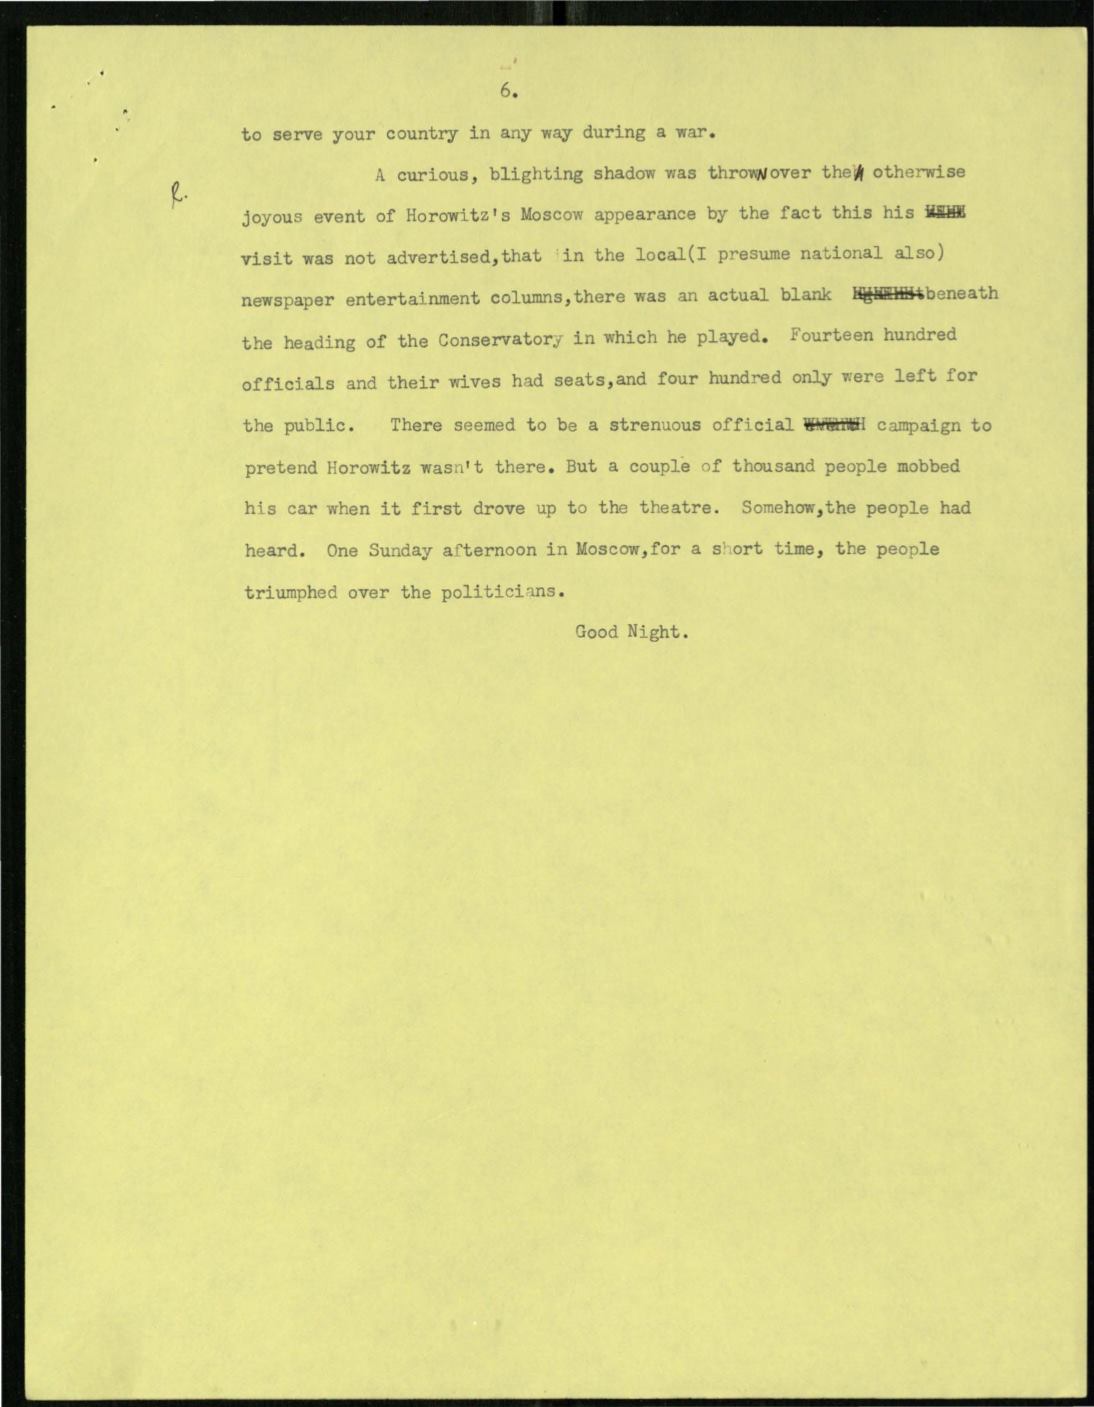 6.
to serve your country in any way during a war.
A curious, blighting shadow was thrown over the otherwise
R.
joyous event of Horowitz's Moscow appearance by the fact this his
visit was not advertised,that in the local(I presume national also)
newspaper entertainment columns,there was an actual blank beneath
the heading of the Conservatory in which he played. Fourteen hundred
officials and their wives had seats,and four hundred only were left for
the public. There seemed to be a strenuous official campaign to
pretend Horowitz wasn't there. But a couple of thousand people mobbed
his car when it first drove up to the theatre. Somehow,the people had
heard. One Sunday afternoon in Moscow,for a short time, the people
triumphed over the politicians.
Good Night.